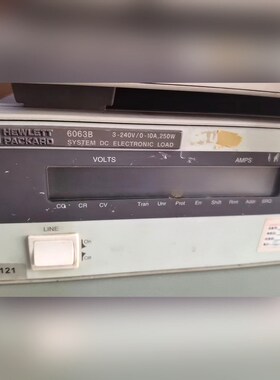 HEWLETT
PACKARD
6063B
3-240V/0-10A, 250W
SYSTEM DC ELECTRONIC LOAD
VOLTS
AMPS
CC CR CV Tran Unr Prot Err Shift Rmt Addr SRQ
LINE
121